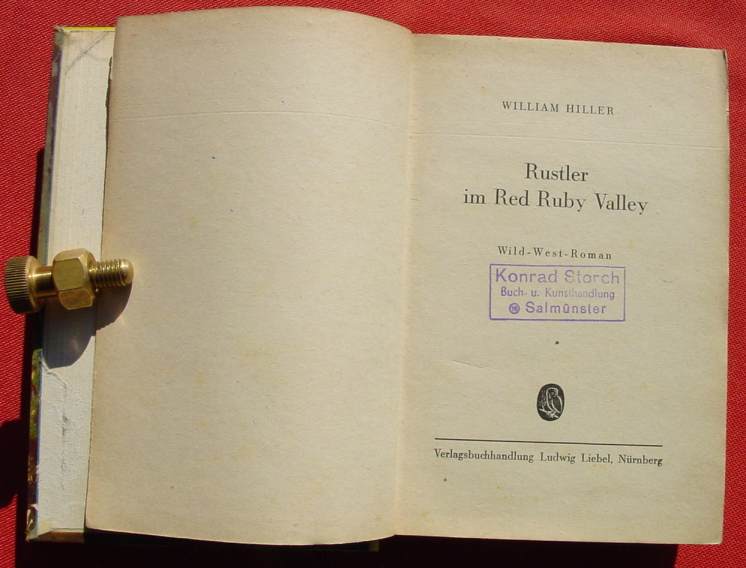 WILLIAM HILLER
Rustler
im Red Ruby Valley
Wild-West-Roman
Konrad Storch
Buch- u. Kunsthandlung
Salmünster
Verlagsbuchhandlung Ludwig Liebel, Nürnberg